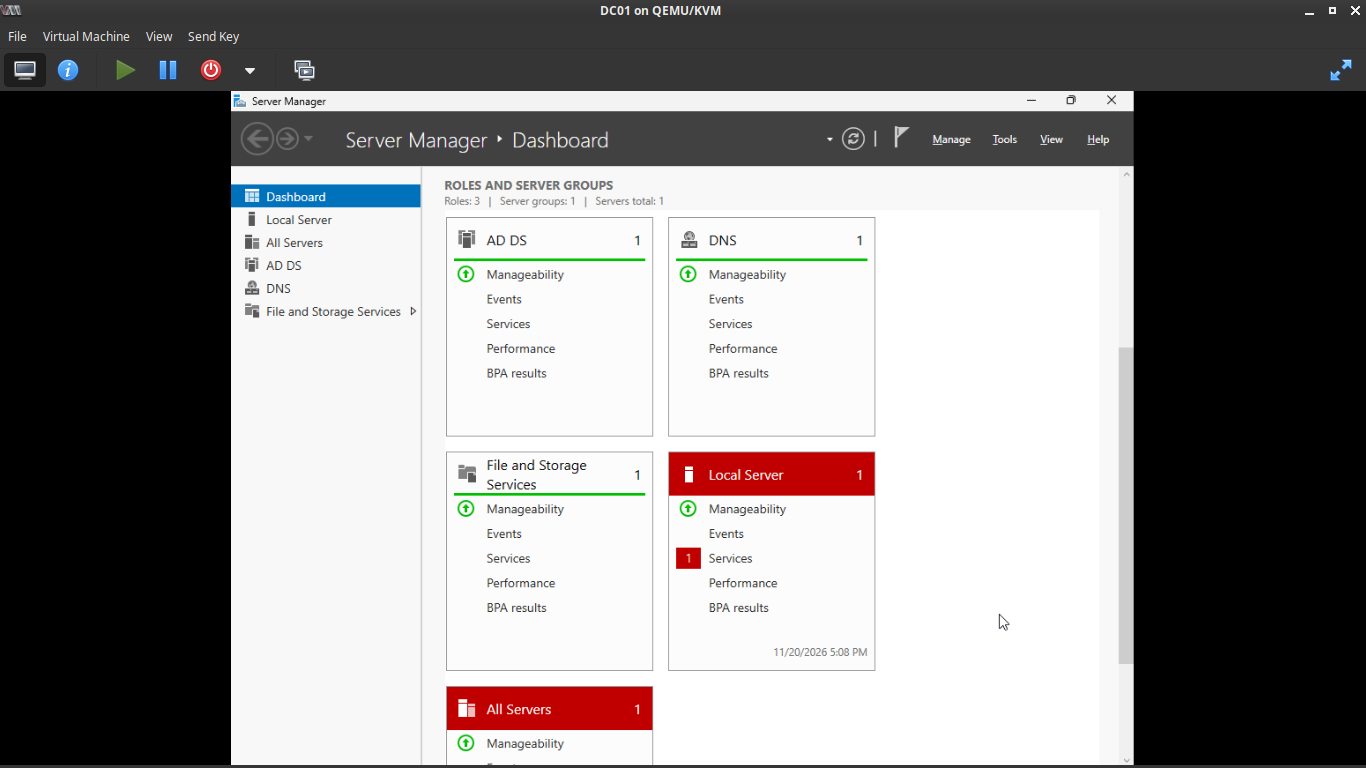 DC01 on QEMU/KVM
File Virtual Machine View Send Key
Server Manager
Server Manager Dashboard
Manage Tools View Help
Dashboard
Local Server
All Servers
AD DS
DNS
File and Storage Services
ROLES AND SERVER GROUPS
Roles: 3 | Server groups: 1 | Servers total: 1
AD DS 1
Manageability
Events
Services
Performance
BPA results
DNS 1
Manageability
Events
Services
Performance
BPA results
File and Storage
Services 1
Manageability
Events
Services
Performance
BPA results
Local Server 1
Manageability
Events
1 Services
Performance
BPA results
11/20/2026 5:08 PM
All Servers 1
Manageability